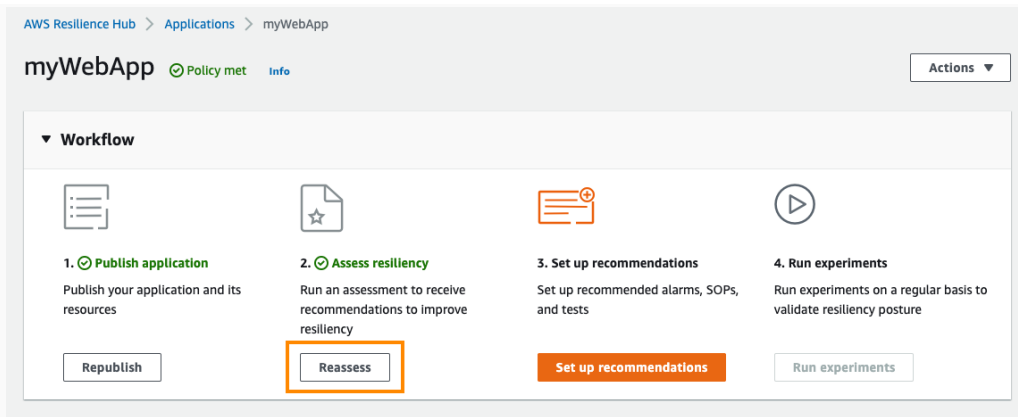 AWS Resilience Hub > Applications > myWebApp
myWebApp Policy met Info
Actions ▼
▼ Workflow
1. Publish application
Publish your application and its
resources
Republish
2. Assess resiliency
Run an assessment to receive
recommendations to improve
resiliency
Reassess
3. Set up recommendations
Set up recommended alarms, SOPs,
and tests
Set up recommendations
4. Run experiments
Run experiments on a regular basis to
validate resiliency posture
Run experiments